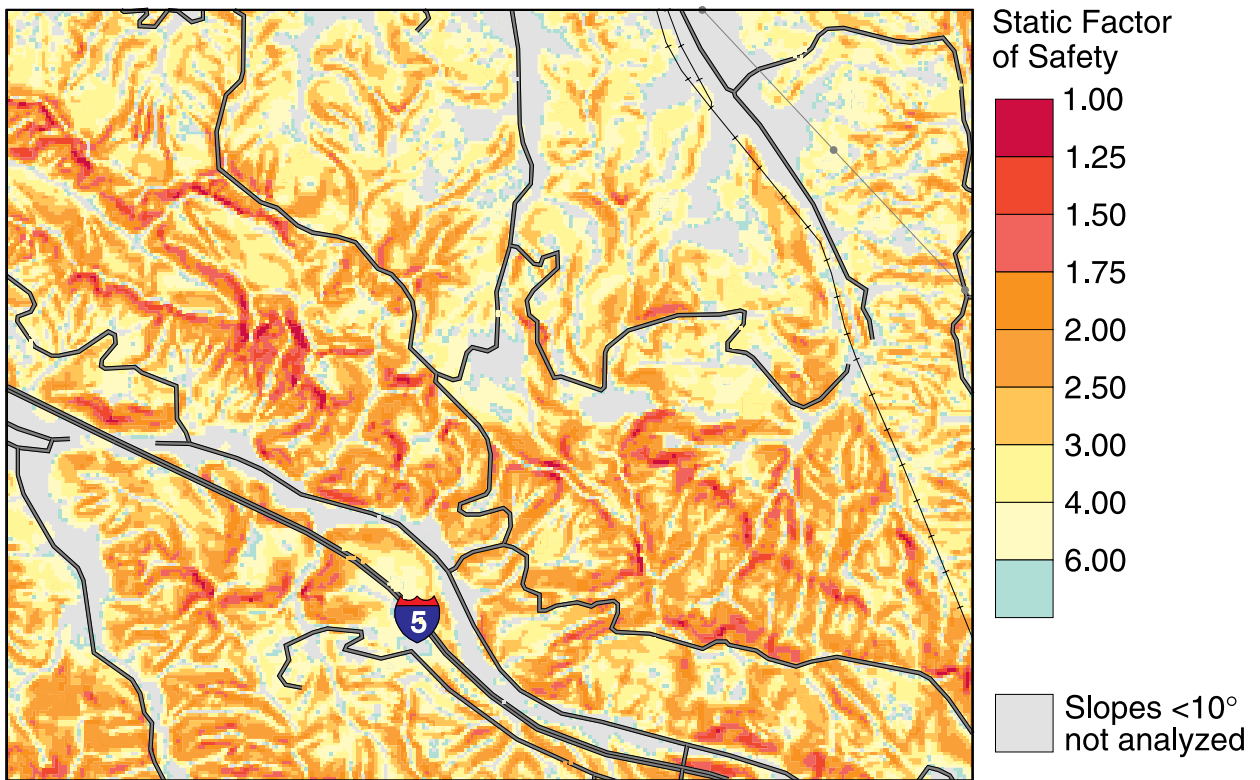 Static Factor
of Safety
1.00
1.25
1.50
1.75
2.00
2.50
3.00
4.00
6.00
5
Slopes <10°
not analyzed